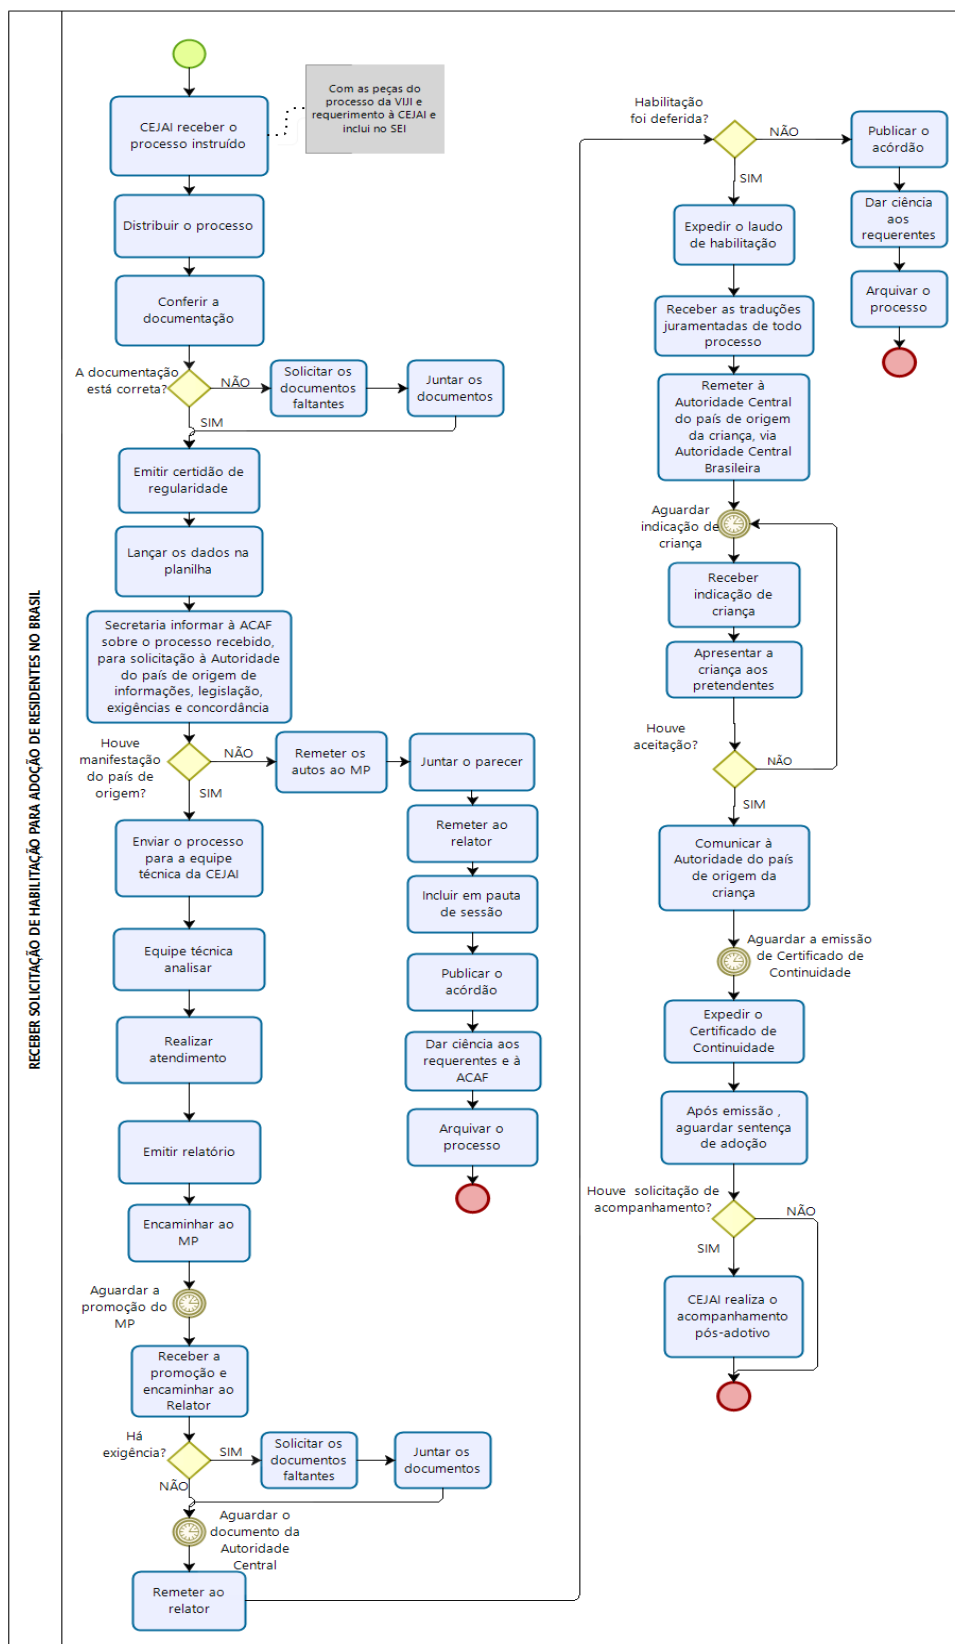 RECEBER SOLICITAÇÃO DE HABILITAÇÃO PARA ADOÇÃO DE RESIDENTES NO BRASIL
CEJAI receber o
processo instruído
Com as peças do
processo da VIJI e
requerimento à CEJAI e
inclui no SEI
Distribuir o processo
Conferir a
documentação
A documentação
está correta?
NÃO
Solicitar os
documentos
faltantes
Juntar os
documentos
SIM
Emitir certidão de
regularidade
Lançar os dados na
planilha
Secretaria informar à ACAF
sobre o processo recebido,
para solicitação à Autoridade
do país de origem de
informações, legislação,
exigências e concordância
Houve
manifestação
do país de
origem?
NÃO
Remeter os
autos ao MP
Juntar o parecer
Remeter ao
relator
Incluir em pauta
de sessão
Publicar o
acórdão
Dar ciência aos
requerentes e à
ACAF
Arquivar o
processo
SIM
Enviar o processo
para a equipe
técnica da CEJAI
Equipe técnica
analisar
Realizar
atendimento
Emitir relatório
Encaminhar ao
MP
Aguardar a
promoção do
MP
Receber a
promoção e
encaminhar ao
Relator
Há
exigência?
SIM
Solicitar os
documentos
faltantes
Juntar os
documentos
NÃO
Aguardar o
documento da
Autoridade
Central
Remeter ao
relator
Habilitação
foi deferida?
NÃO
Publicar o
acórdão
Dar ciência aos
requerentes
Arquivar o
processo
SIM
Expedir o laudo
de habilitação
Receber as traduções
juramentadas de todo
processo
Remeter à
Autoridade Central
do país de origem
da criança, via
Autoridade Central
Brasileira
Aguardar
indicação de
criança
Receber
indicação de
criança
Apresentar a
criança aos
pretendentes
Houve
aceitação?
NÃO
SIM
Comunicar à
Autoridade do país
de origem da
criança
Aguardar a emissão
de Certificado de
Continuidade
Expedir o
Certificado de
Continuidade
Após emissão ,
aguardar sentença
de adoção
Houve solicitação de
acompanhamento?
NÃO
SIM
CEJAI realiza o
acompanhamento
pós-adotivo